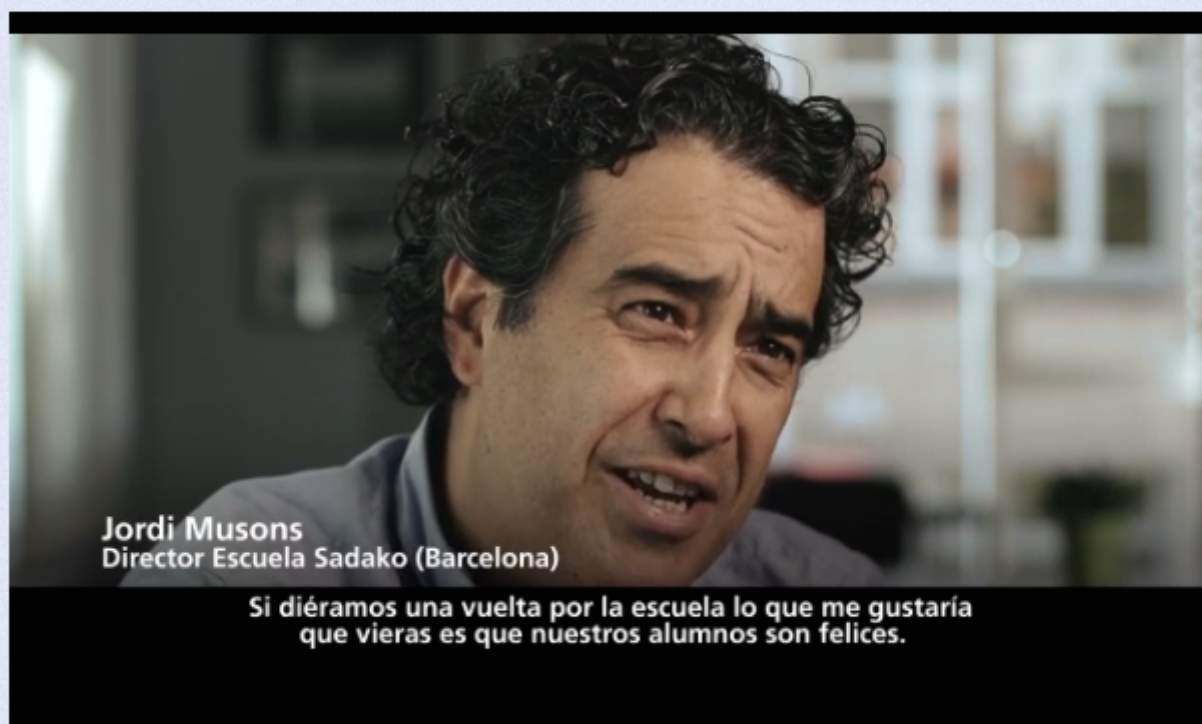 Jordi Musons
Director Escuela Sadako (Barcelona)
Si diéramos una vuelta por la escuela lo que me gustaría
que vieras es que nuestros alumnos son felices.